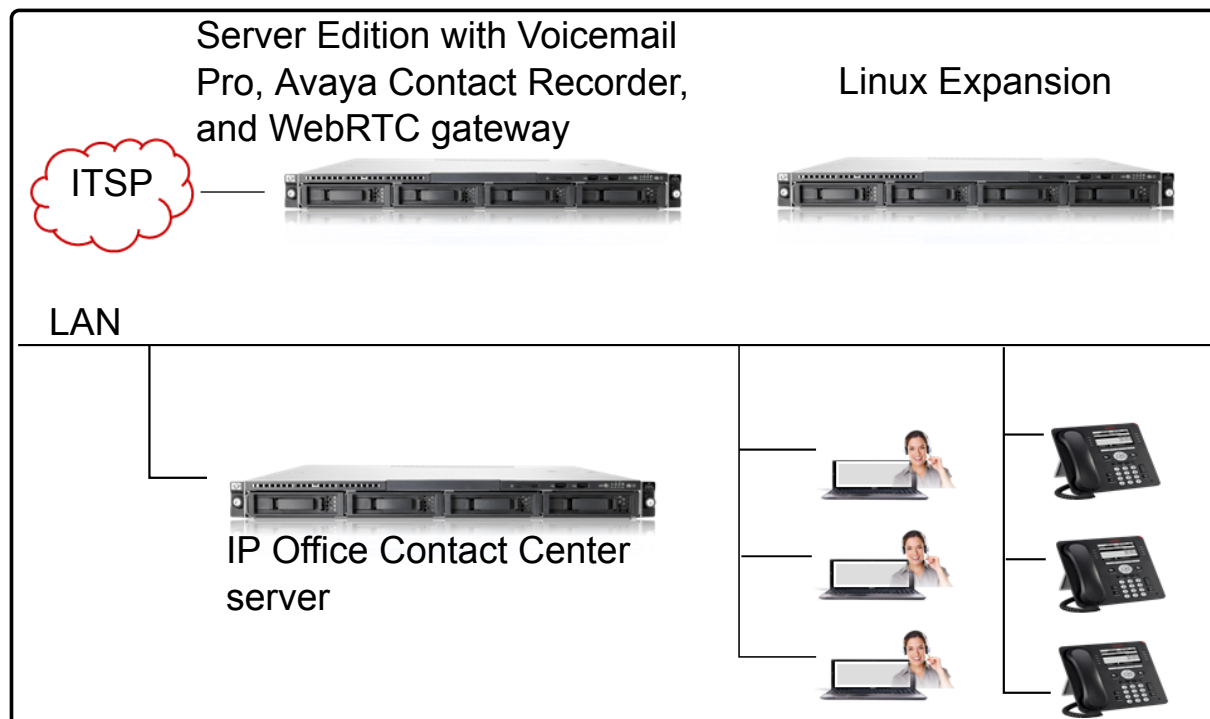 Server Edition with Voicemail
Pro, Avaya Contact Recorder,
and WebRTC gateway
Linux Expansion
ITSP
LAN
IP Office Contact Center
server